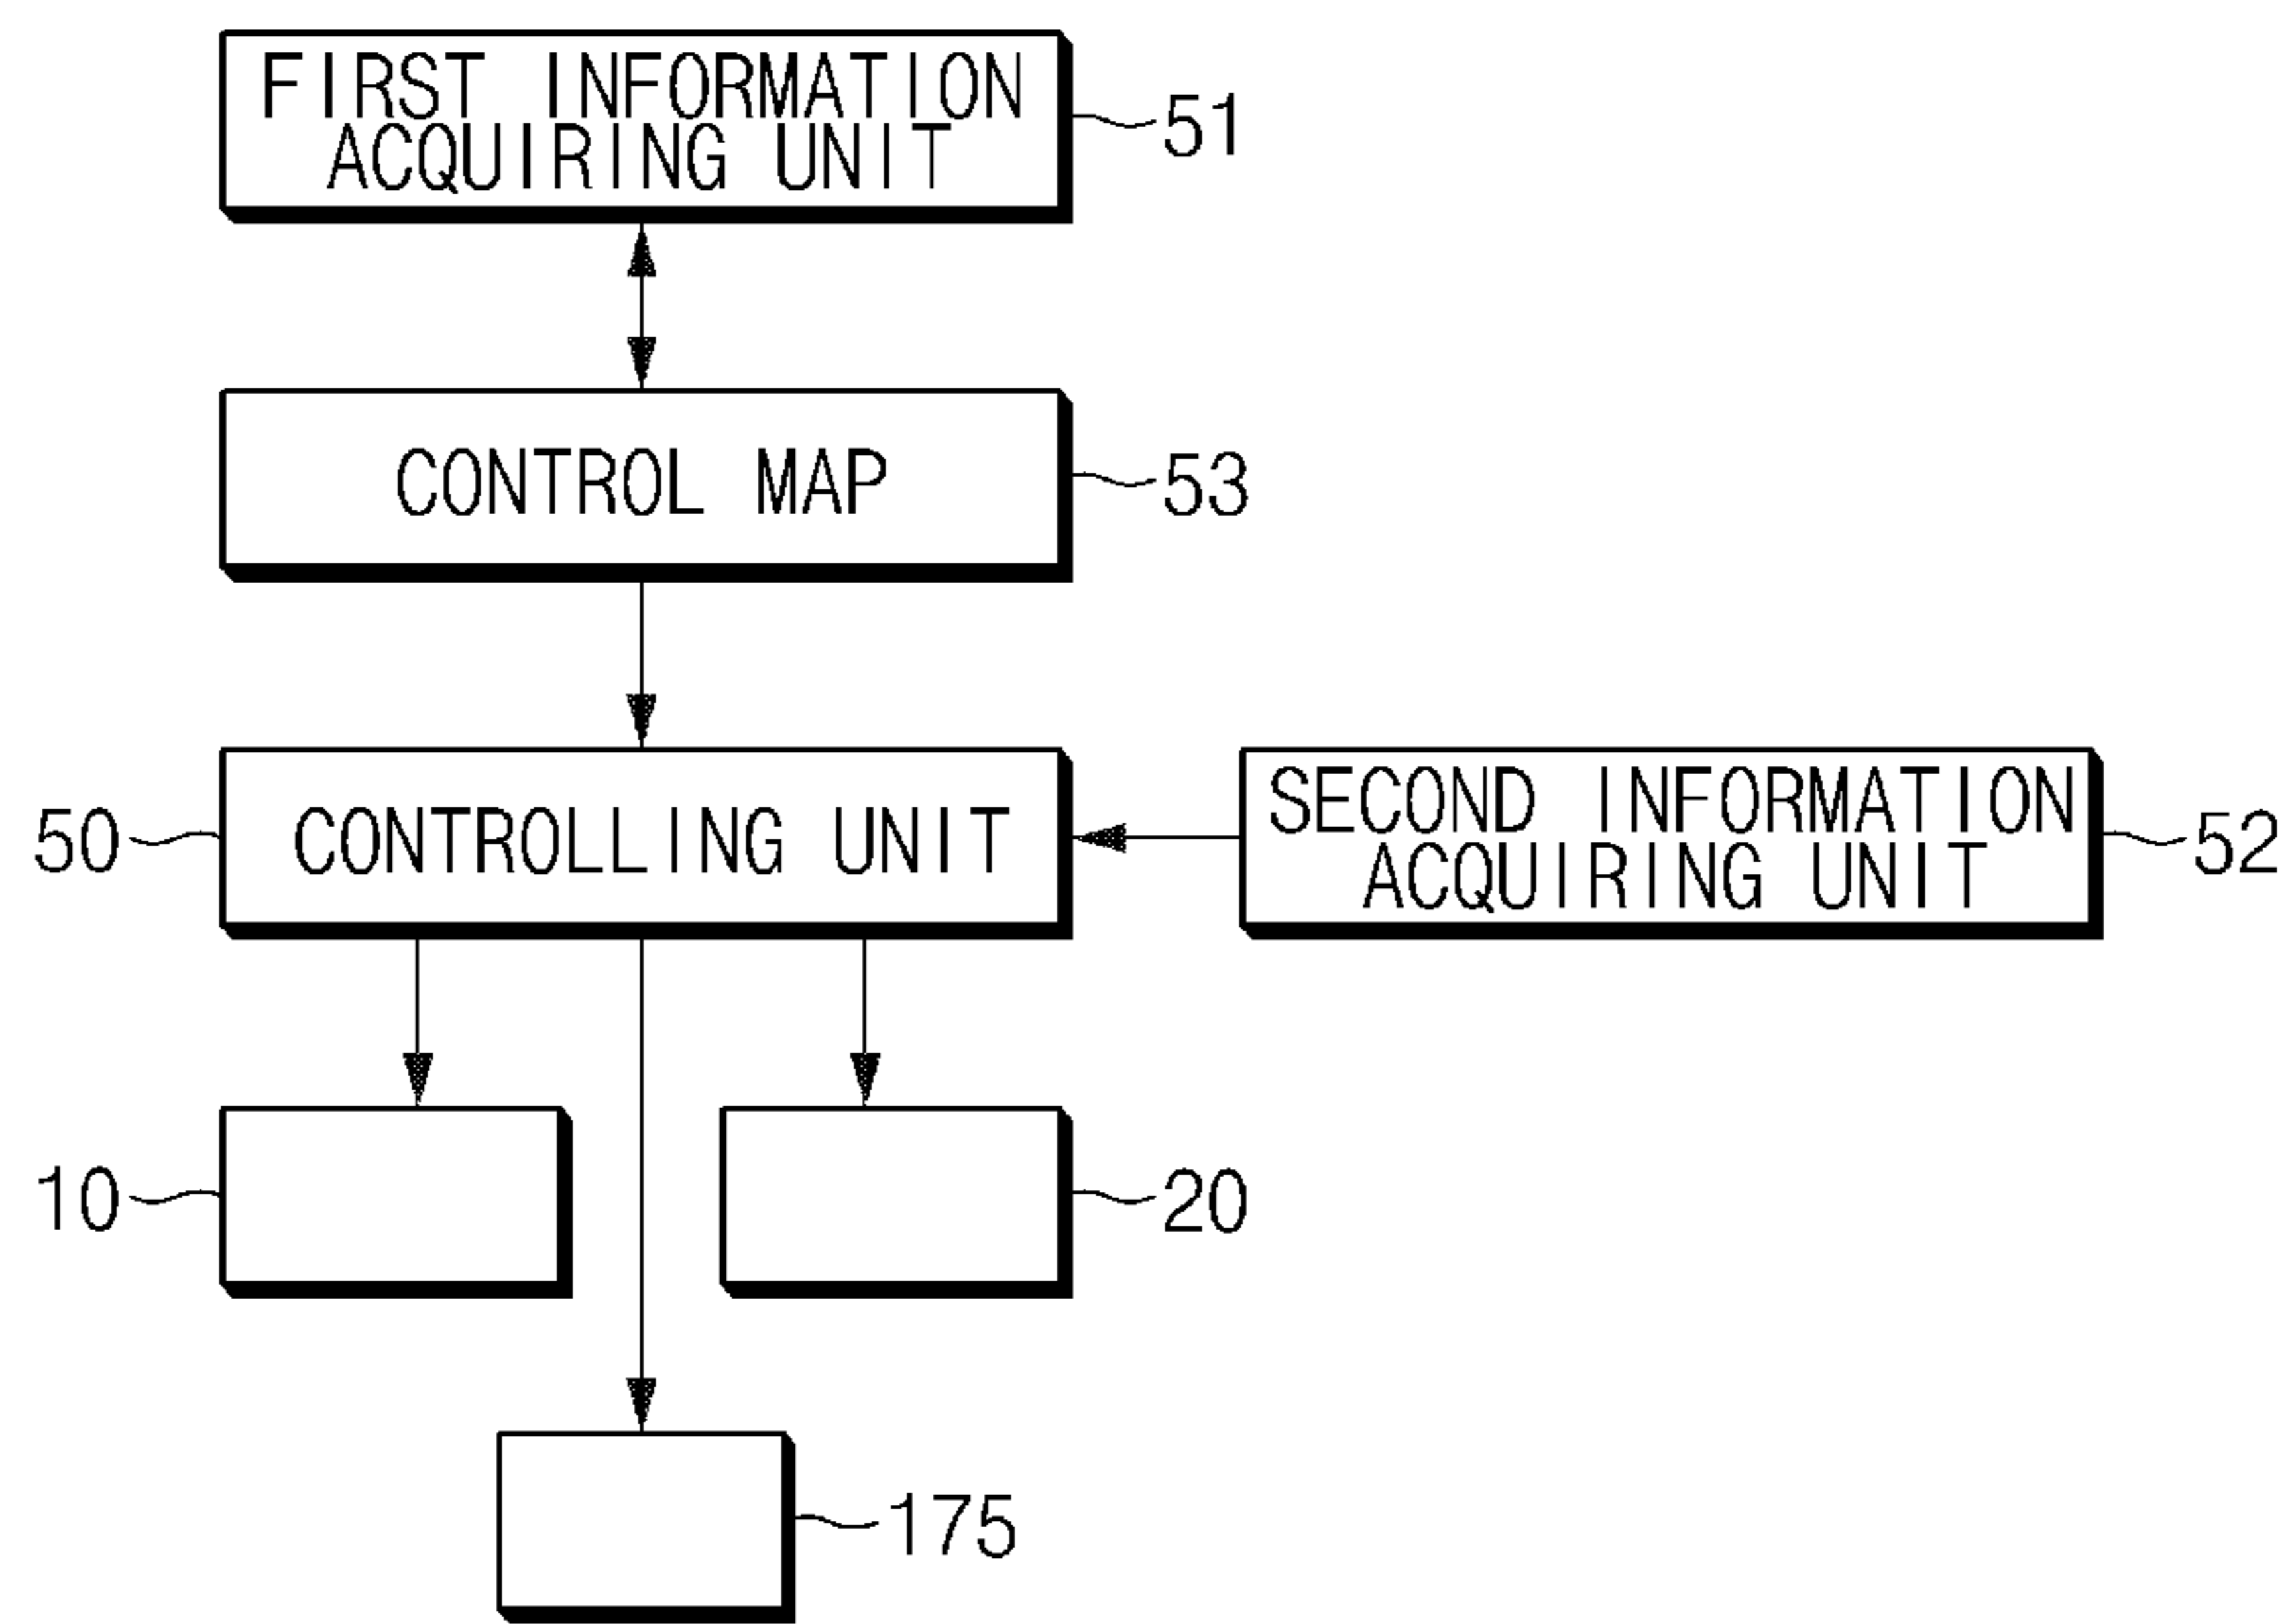 FIRST INFORMATION
ACQUIRING UNIT
51
CONTROL MAP
53
50
CONTROLLING UNIT
SECOND INFORMATION
ACQUIRING UNIT
52
10
20
175